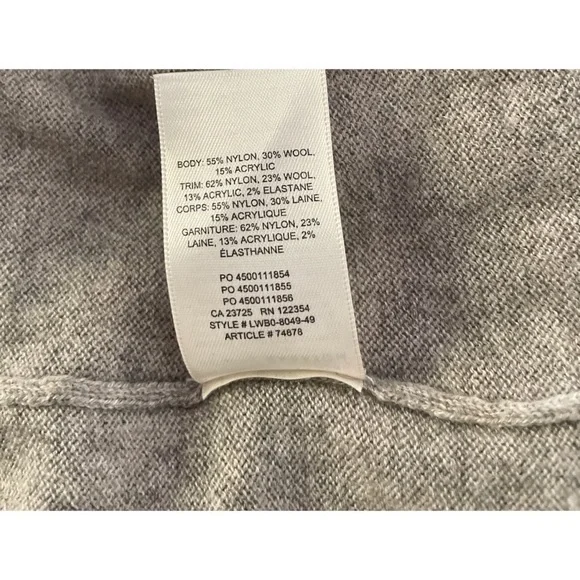 BODY: 55% NYLON, 30% WOOL,
15% ACRYLIC
TRIM: 62% NYLON, 23% WOOL,
13% ACRYLIC, 2% ELASTANE
CORPS: 55% NYLON, 30% LAINE,
15% ACRYLIQUE
GARNITURE: 62% NYLON, 23%
LAINE, 13% ACRYLIQUE, 2%
ÉLASTHANNE
PO 4500111854
PO 4500111855
PO 4500111856
CA 23725 RN 122354
STYLE # LWB0-8049-49
ARTICLE # 74678